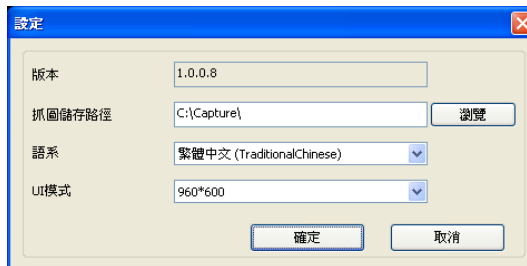 設定
版本 1.0.0.8
抓圖儲存路徑 C:\Capture\ 瀏覽
語系 繁體中文 (TraditionalChinese)
UI模式 960*600
確定 取消